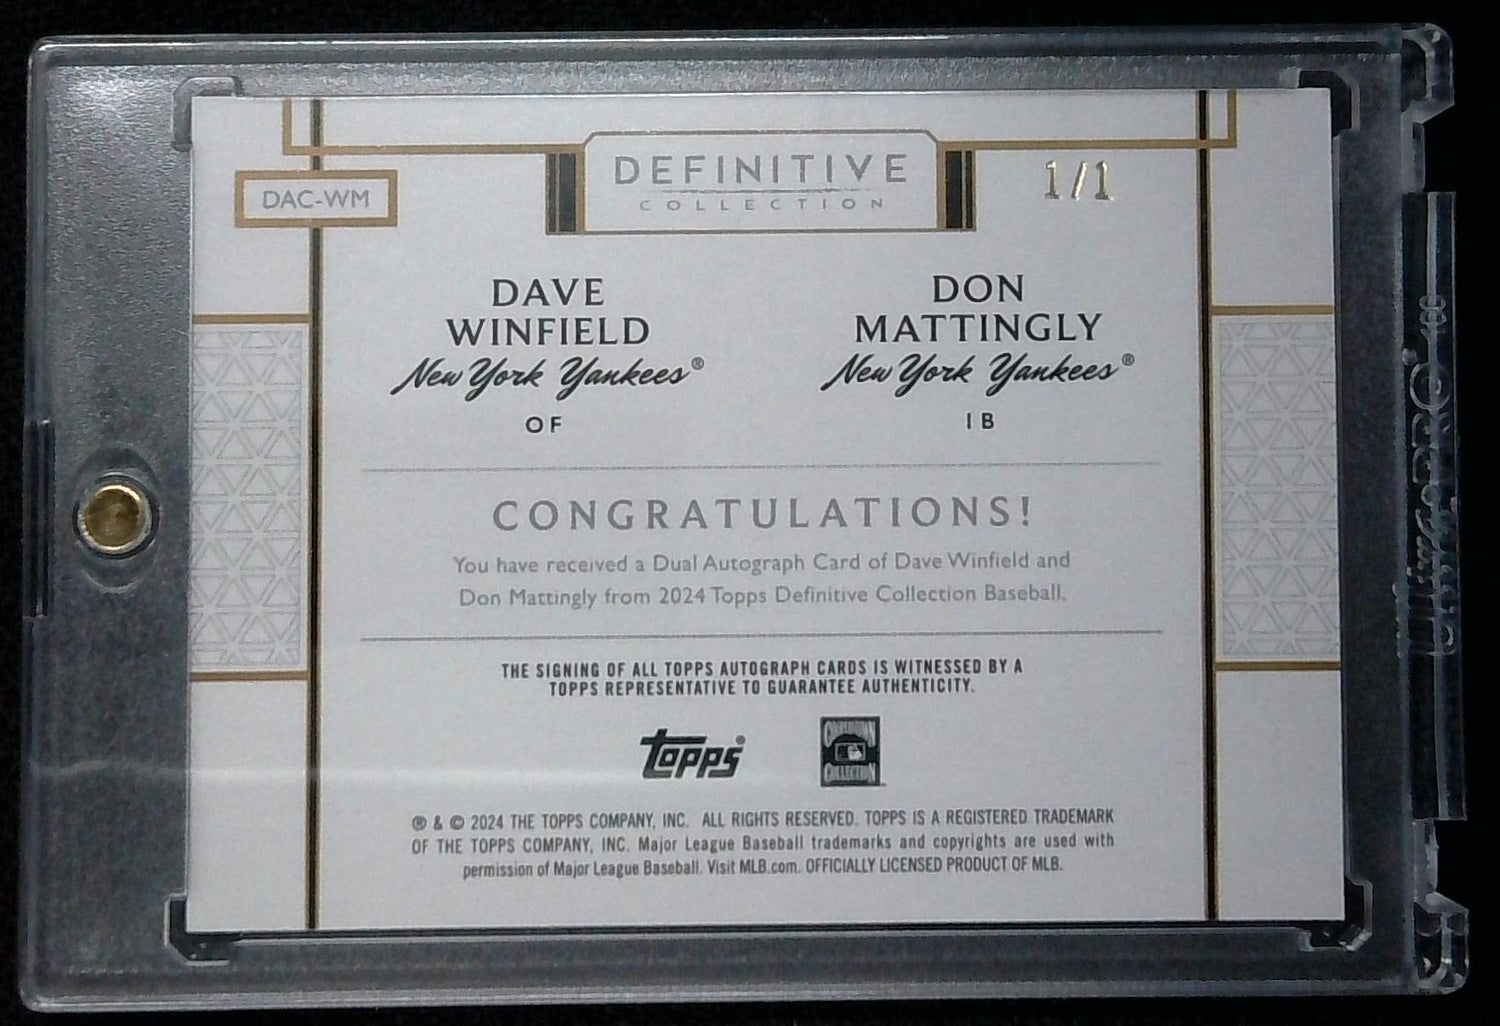 DAC-WM
DEFINITIVE
COLLECTION
1/1
DAVE
WINFIELD
New York Yankees®
OF
DON
MATTINGLY
New York Yankees®
1B
CONGRATULATIONS!
You have received a Dual Autograph Card of Dave Winfield and
Don Mattingly from 2024 Topps Definitive Collection Baseball.
THE SIGNING OF ALL TOPPS AUTOGRAPH CARDS IS WITNESSED BY A
TOPPS REPRESENTATIVE TO GUARANTEE AUTHENTICITY.
Topps®
COOPERSTOWN
COLLECTION
® & © 2024 THE TOPPS COMPANY, INC. ALL RIGHTS RESERVED. TOPPS IS A REGISTERED TRADEMARK
OF THE TOPPS COMPANY, INC. Major League Baseball trademarks and copyrights are used with
permission of Major League Baseball. Visit MLB.com. OFFICIALLY LICENSED PRODUCT OF MLB.
Ultra PRO®